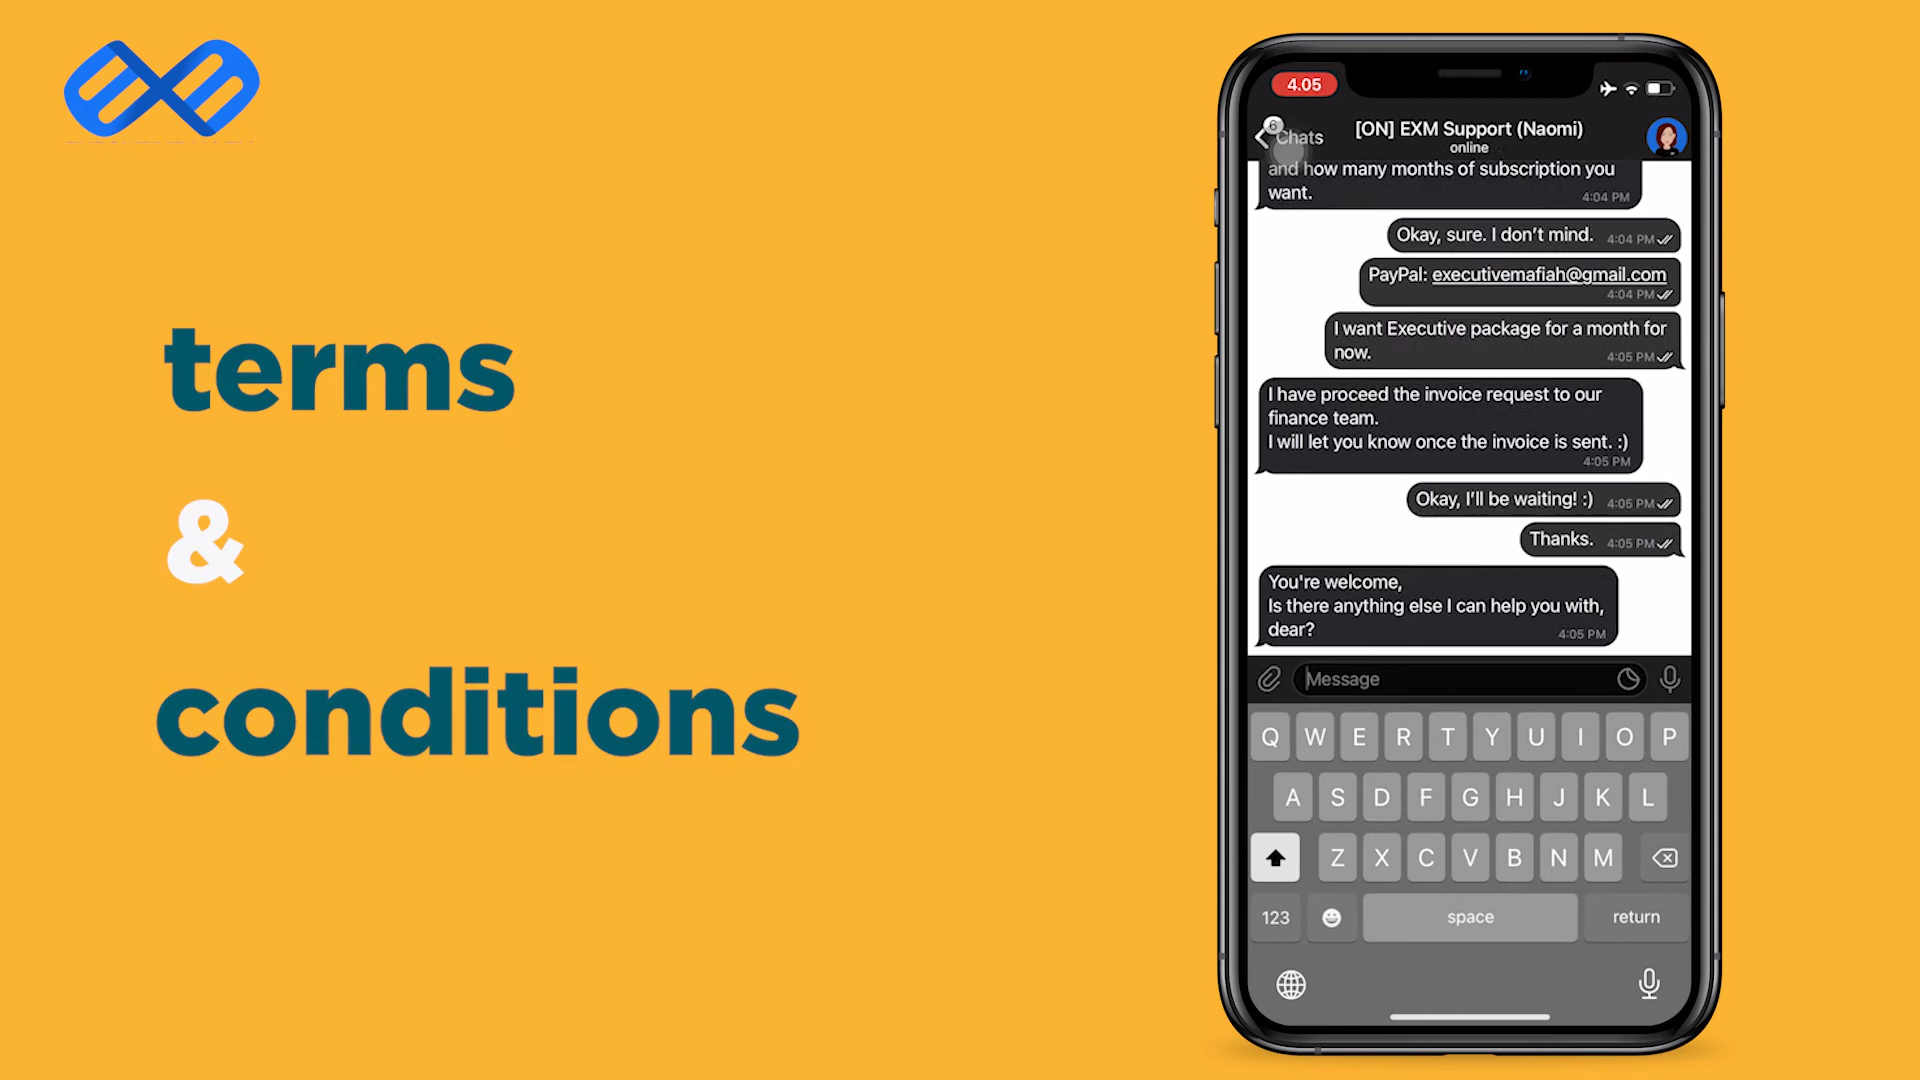 terms
&
conditions
4.05
6
Chats
[ON] EXM Support (Naomi)
online
and how many months of subscription you
want.
4:04 PM
Okay, sure. I don't mind.
4:04 PM
PayPal: executivemafiah@gmail.com
4:04 PM
I want Executive package for a month for
now.
4:05 PM
I have proceed the invoice request to our
finance team.
I will let you know once the invoice is sent. :)
4:05 PM
Okay, I'll be waiting! :)
4:05 PM
Thanks.
4:05 PM
You're welcome,
Is there anything else I can help you with,
dear?
4:05 PM
Message
Q W E R T Y U I O P
A S D F G H J K L
Z X C V B N M
123
space
return